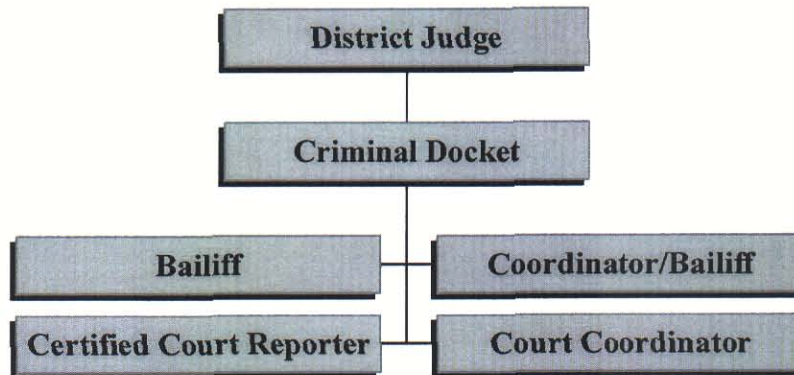 District Judge
Criminal Docket
Bailiff
Coordinator/Bailiff
Certified Court Reporter
Court Coordinator